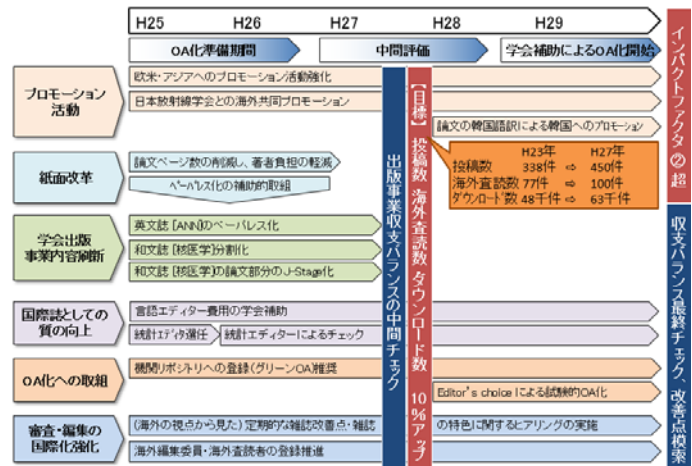 H25 H26 H27 H28 H29
OA化準備期間
中間評価
学会補助によるOA化開始
プロモーション
活動
欧米・アジアへのプロモーション活動強化
日本放射線学会との海外共同プロモーション
論文の韓国語訳による韓国へのプロモーション
H23年 H27年
投稿数 338件 ⇨ 450件
海外査読数 77件 ⇨ 100件
ダウンロード数 48千件 ⇨ 63千件
紙面改革
論文ページ数の削減し、著者負担の軽減
ペーパレス化の補助的取組
学会出版
事業内容刷新
英文誌[ANN]のペーパレス化
和文誌[核医学]分割化
和文誌[核医学]の論文部分のJ-Stage化
国際誌としての
質の向上
言語エディター費用の学会補助
統計エディタ選任
統計エディターによるチェック
OA化への取組
機関リポジトリへの登録(グリーンOA)推奨
Editor's choiceによる試験的OA化
審査・編集の
国際化強化
(海外の視点から見た)定期的な雑誌改善点・雑誌 の特色に関するヒアリングの実施
海外編集委員・海外査読者の登録推進
出版事業収支バランスの中間チェック
【目標】投稿数 海外査読数 ダウンロード数 10%アップ
インパクトファクタ②超
収支バランス最終チェック、改善点模索